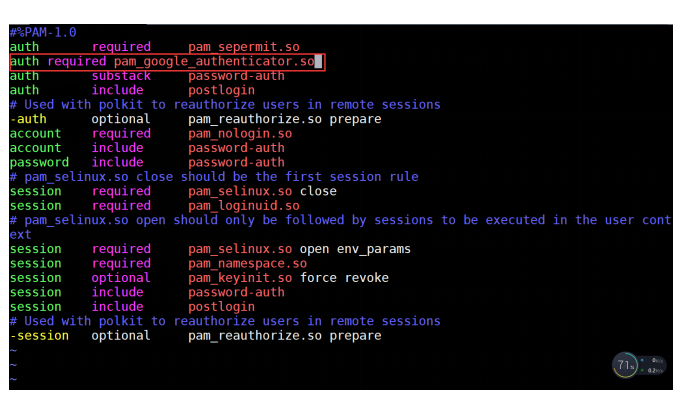 #%PAM-1.0
auth required pam_sepermit.so
auth required pam_google_authenticator.so
auth substack password-auth
auth include postlogin
# Used with polkit to reauthorize users in remote sessions
-auth optional pam_reauthorize.so prepare
account required pam_nologin.so
account include password-auth
password include password-auth
# pam_selinux.so close should be the first session rule
session required pam_selinux.so close
session required pam_loginuid.so
# pam_selinux.so open should only be followed by sessions to be executed in the user cont
ext
session required pam_selinux.so open env_params
session required pam_namespace.so
session optional pam_keyinit.so force revoke
session include password-auth
session include postlogin
# Used with polkit to reauthorize users in remote sessions
-session optional pam_reauthorize.so prepare
~
~
~
71%